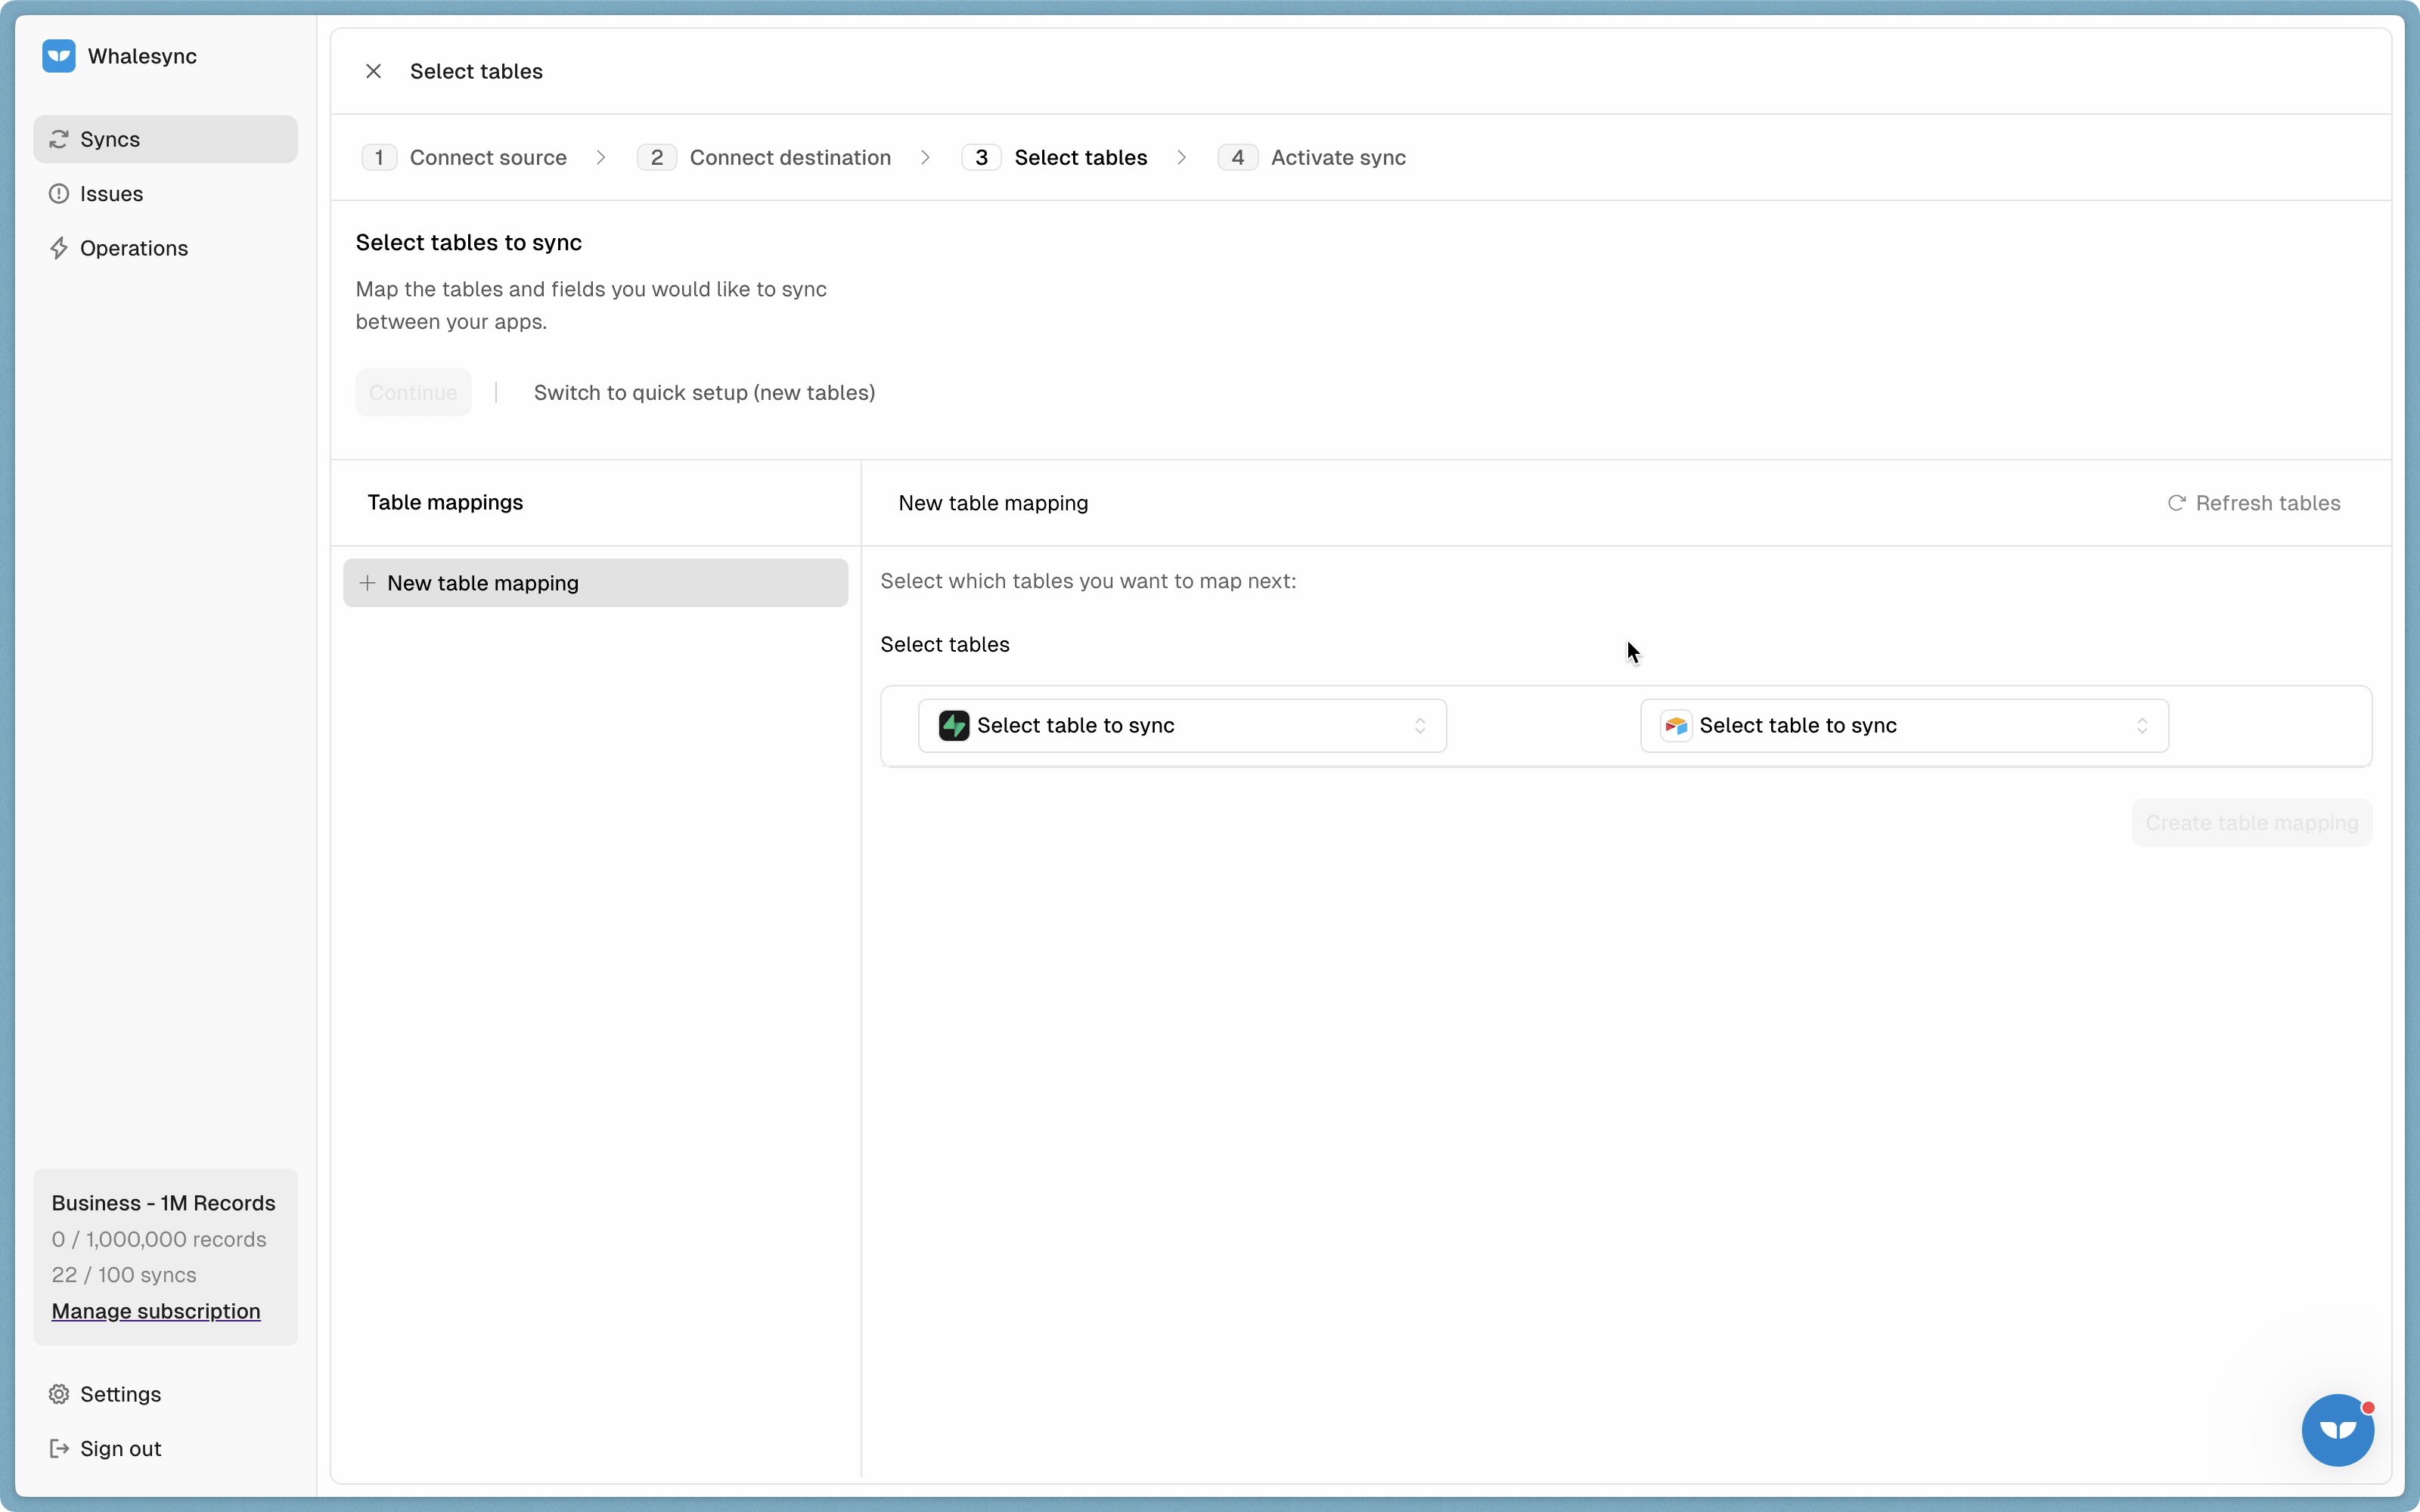 Whalesync
Syncs
Issues
Operations
Business - 1M Records
0 / 1,000,000 records
22 / 100 syncs
Manage subscription
Settings
Sign out
Select tables
1 Connect source
2 Connect destination
3 Select tables
4 Activate sync
Select tables to sync
Map the tables and fields you would like to sync
between your apps.
Continue
Switch to quick setup (new tables)
Table mappings
New table mapping
New table mapping
Refresh tables
Select which tables you want to map next:
Select tables
Select table to sync
Select table to sync
Create table mapping